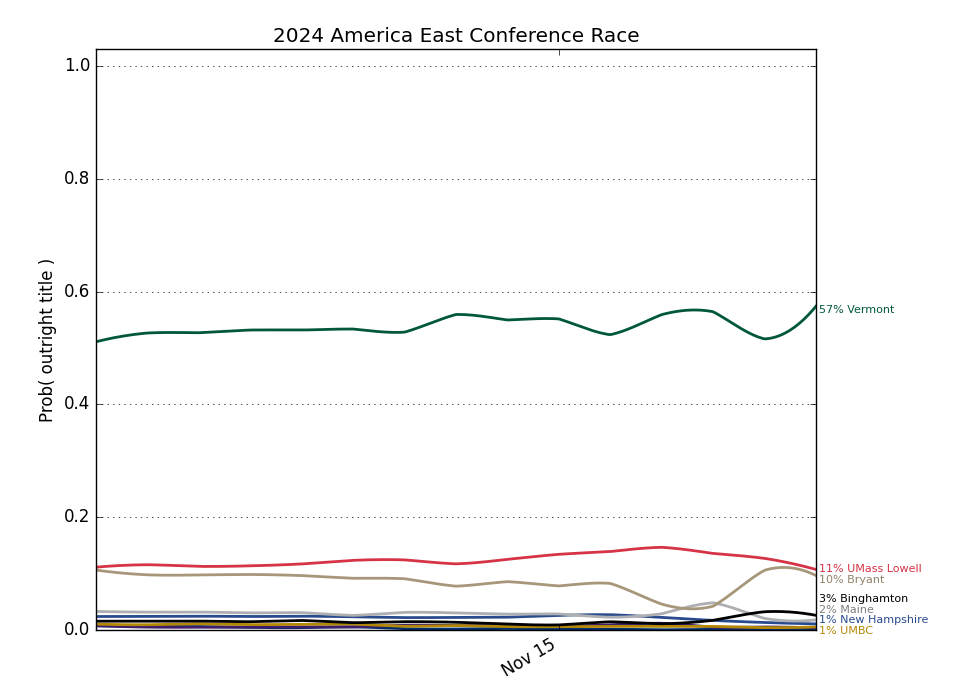 2024 America East Conference Race
1.0
0.8
0.6
0.4
0.2
0.0
Prob( outright title )
Nov 15
57% Vermont
11% UMass Lowell
10% Bryant
3% Binghamton
2% Maine
1% New Hampshire
1% UMBC